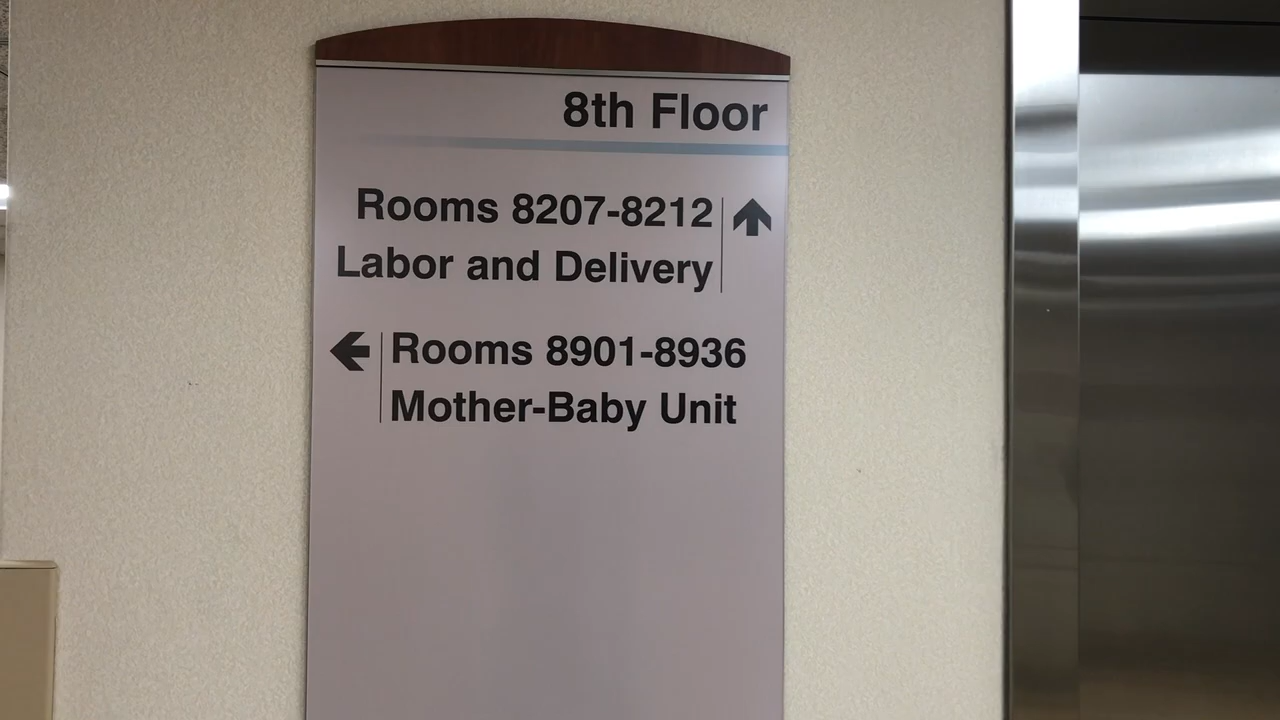 8th Floor
Rooms 8207-8212
Labor and Delivery
Rooms 8901-8936
Mother-Baby Unit